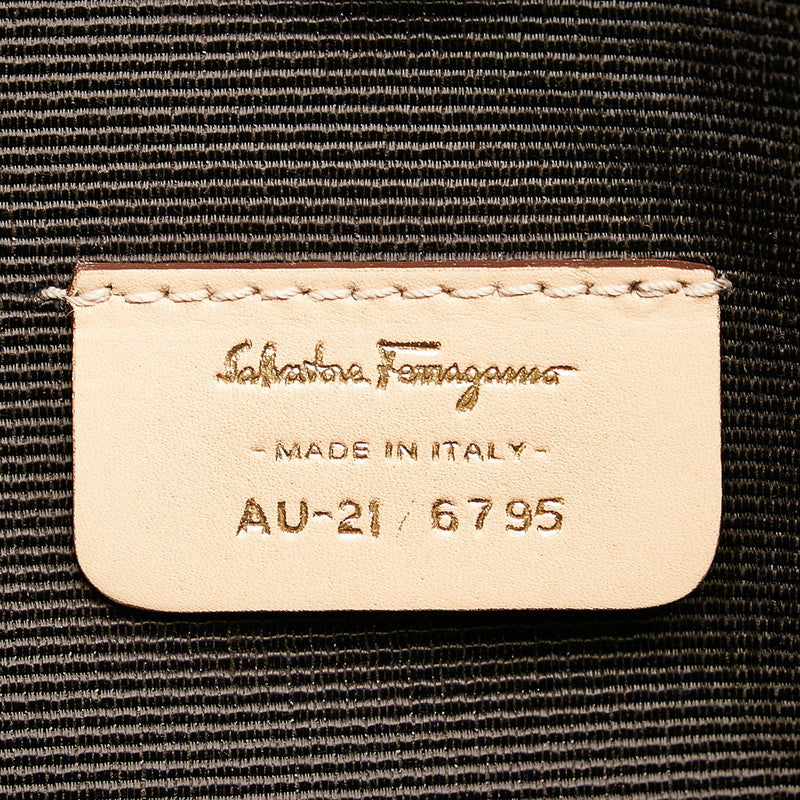 Salvatore Ferragamo
- MADE IN ITALY -
AU-21 / 6795